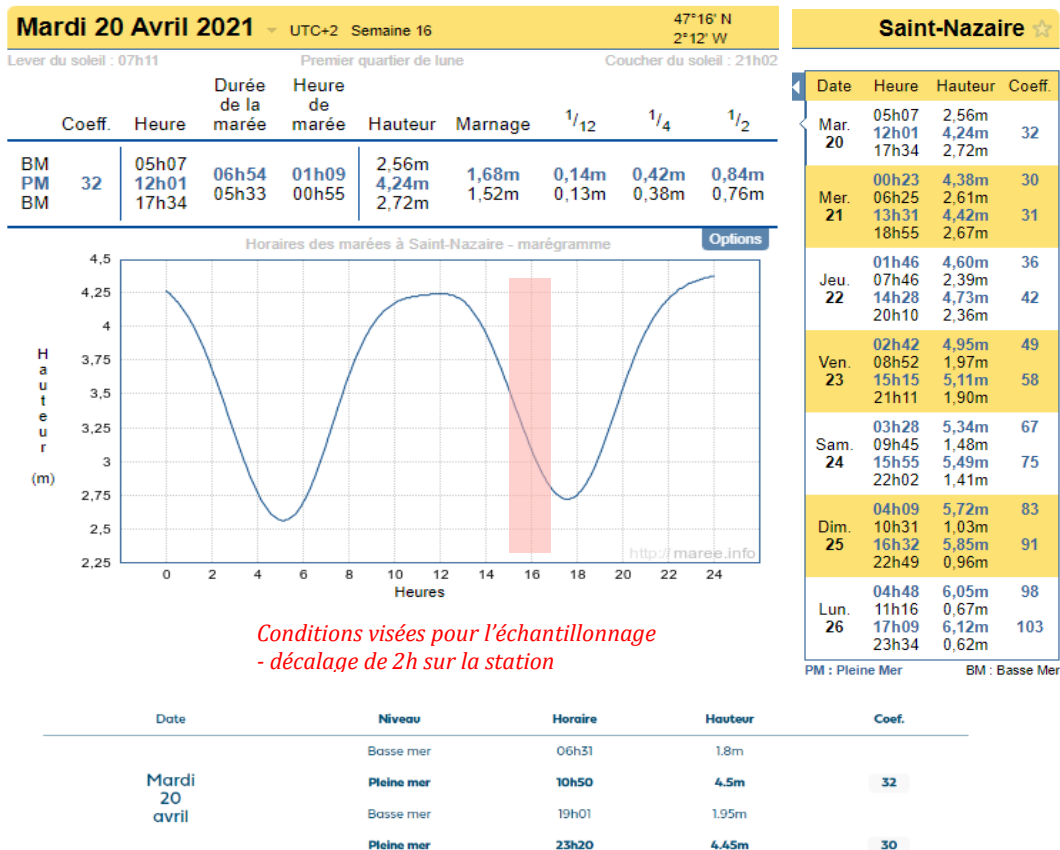 Mardi 20 Avril 2021 UTC+2 Semaine 16 47°16' N 2°12' W
Lever du soleil : 07h11 Premier quartier de lune Coucher du soleil : 21h02
Coeff. Heure Durée de la marée Heure de marée Hauteur Marnage 1/12 1/4 1/2
BM 05h07 2,56m
PM 32 12h01 06h54 01h09 4,24m 1,68m 0,14m 0,42m 0,84m
BM 17h34 05h33 00h55 2,72m 1,52m 0,13m 0,38m 0,76m
Horaires des marées à Saint-Nazaire - marégramme Options
4,5
4,25
4
3,75
3,5
3,25
3
2,75
2,5
2,25
Hauteur
(m)
http://maree.info
0 2 4 6 8 10 12 14 16 18 20 22 24
Heures
Conditions visées pour l'échantillonnage
- décalage de 2h sur la station
Saint-Nazaire
Date Heure Hauteur Coeff.
Mar. 20
05h07 2,56m
12h01 4,24m 32
17h34 2,72m
Mer. 21
00h23 4,38m 30
06h25 2,61m
13h31 4,42m 31
18h55 2,67m
Jeu. 22
01h46 4,60m 36
07h46 2,39m
14h28 4,73m 42
20h10 2,36m
Ven. 23
02h42 4,95m 49
08h52 1,97m
15h15 5,11m 58
21h11 1,90m
Sam. 24
03h28 5,34m 67
09h45 1,48m
15h55 5,49m 75
22h02 1,41m
Dim. 25
04h09 5,72m 83
10h31 1,03m
16h32 5,85m 91
22h49 0,96m
Lun. 26
04h48 6,05m 98
11h16 0,67m
17h09 6,12m 103
23h34 0,62m
PM : Pleine Mer BM : Basse Mer
Date Niveau Horaire Hauteur Coef.
Mardi
20
avril
Basse mer 06h31 1.8m
Pleine mer 10h50 4.5m 32
Basse mer 19h01 1.95m
Pleine mer 23h20 4.45m 30